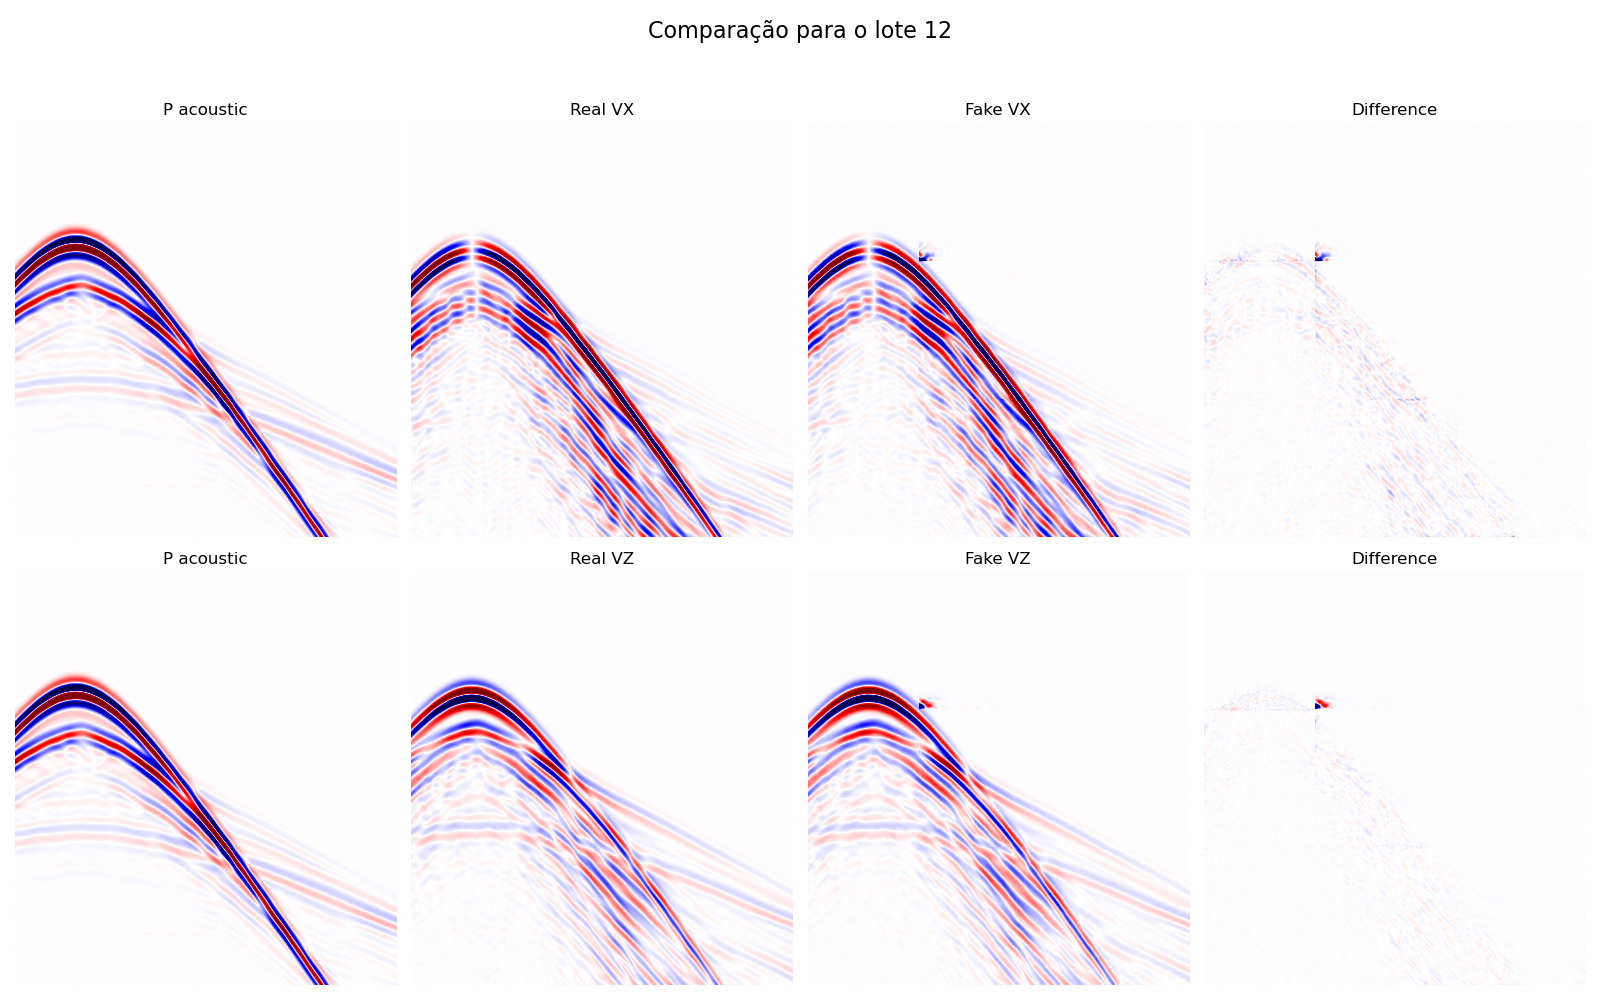 Comparação para o lote 12
P acoustic
Real VX
Fake VX
Difference
P acoustic
Real VZ
Fake VZ
Difference